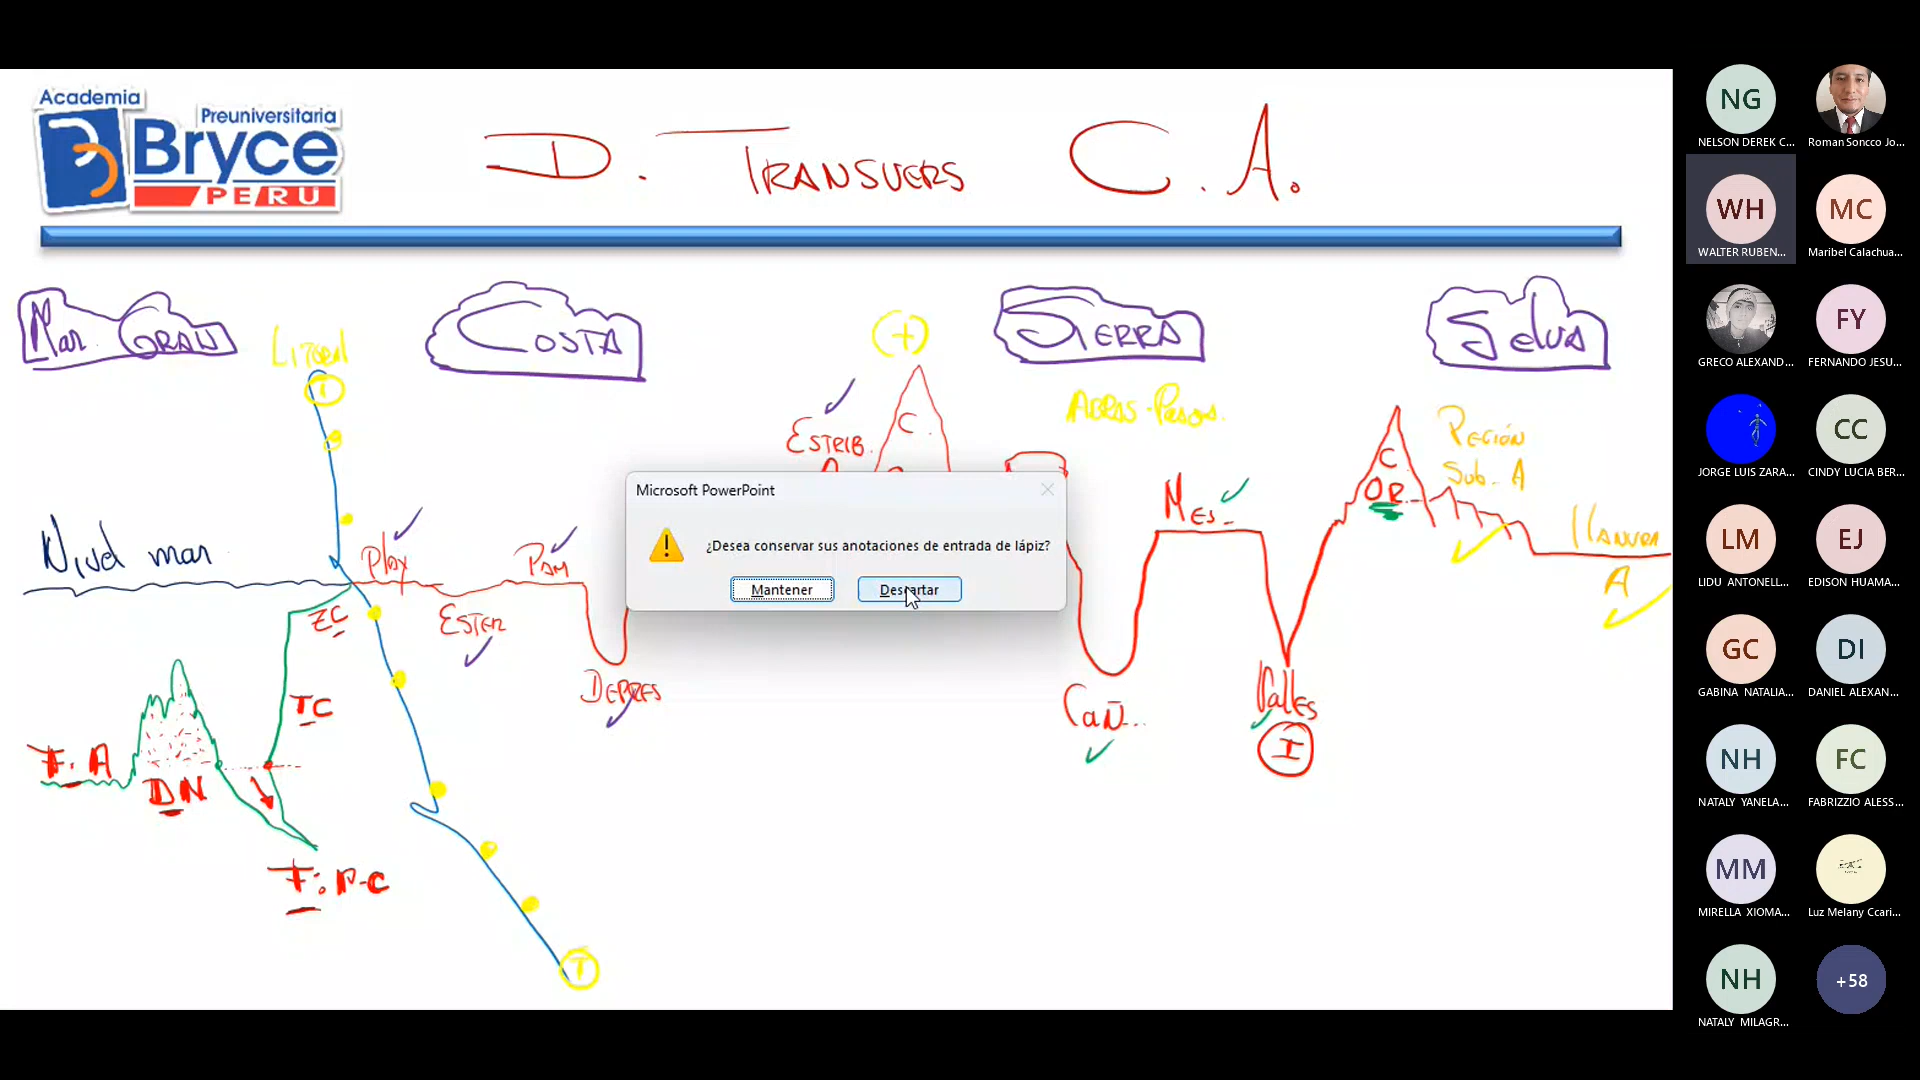 Academia
Preuniversitaria
Bryce
PERU
D. TRANSVERS C.A.
Mar GRAU
Litoral
COSTA
(+)
SIERRA
Selva
T
ESTRIB.
A
C
ABRAS-PASOS.
C
OR
Región
Sub-A
MES-
llanura
A
Nivel mar
Play
PAM
ESTER
DEPRES
Cañ...
Valles
I
ZC
TC
F.A
DN
F.P-C
T
Microsoft PowerPoint
¿Desea conservar sus anotaciones de entrada de lápiz?
Mantener
Descartar
NG
NELSON DEREK C...
Roman Soncco Jo...
WH
WALTER RUBEN...
MC
Maribel Calachua...
GRECO ALEXAND...
FY
FERNANDO JESU...
JORGE LUIS ZARA...
CC
CINDY LUCIA BER...
LM
LIDU ANTONELL...
EJ
EDISON HUAMA...
GC
GABINA NATALIA...
DI
DANIEL ALEXAN...
NH
NATALY YANELA...
FC
FABRIZZIO ALESS...
MM
MIRELLA XIOMA...
Luz Melany Ccari...
NH
NATALY MILAGR...
+58